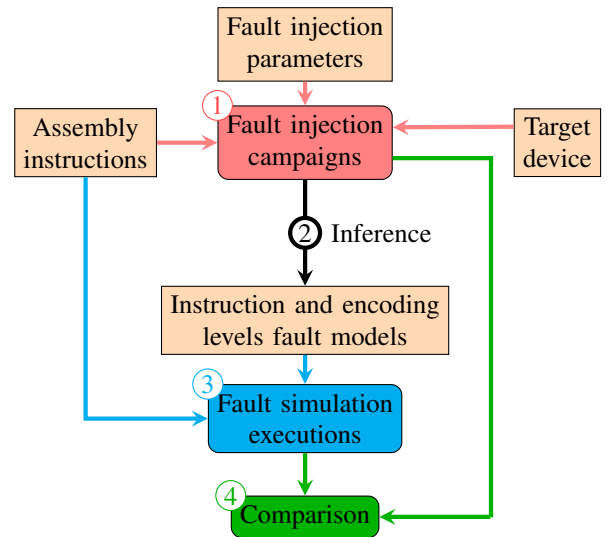 Fault injection
parameters
1
Assembly
instructions
Fault injection
campaigns
Target
device
2 Inference
Instruction and encoding
levels fault models
3
Fault simulation
executions
4
Comparison